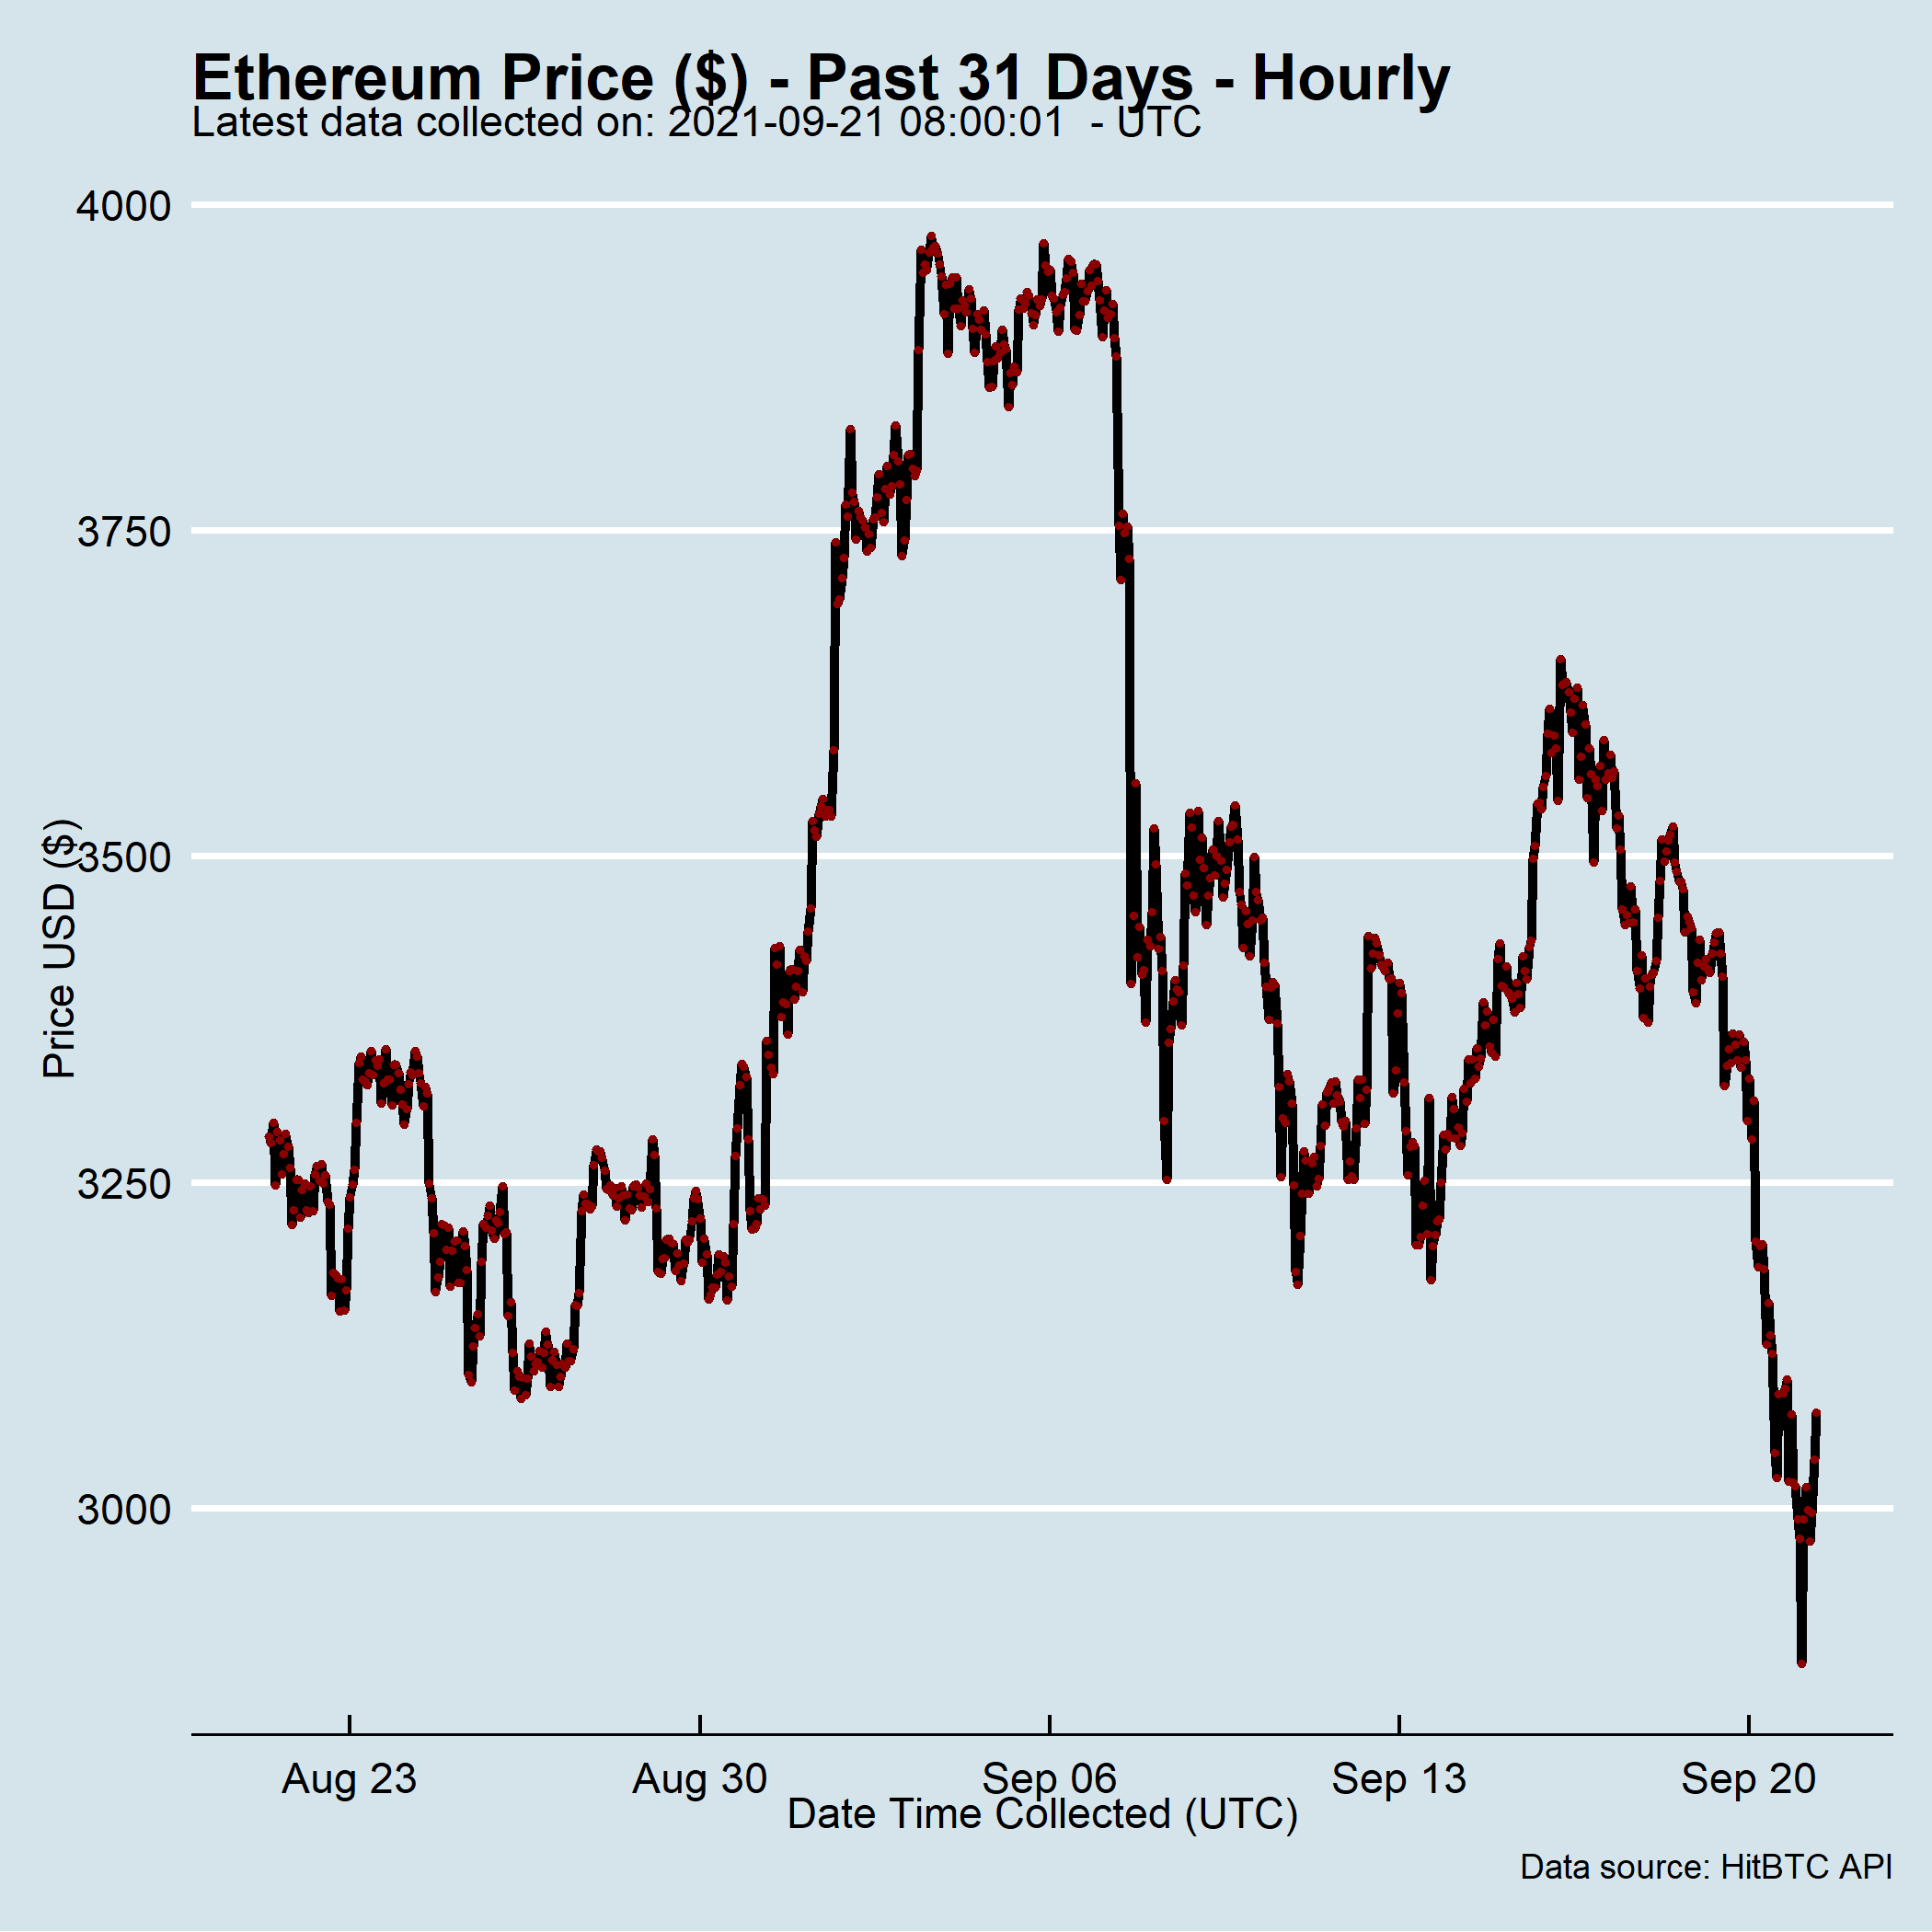 Ethereum Price ($) - Past 31 Days - Hourly
Latest data collected on: 2021-09-21 08:00:01  - UTC
4000
3750
3500
3250
3000
Price USD ($)
Aug 23
Aug 30
Sep 06
Sep 13
Sep 20
Date Time Collected (UTC)
Data source: HitBTC API